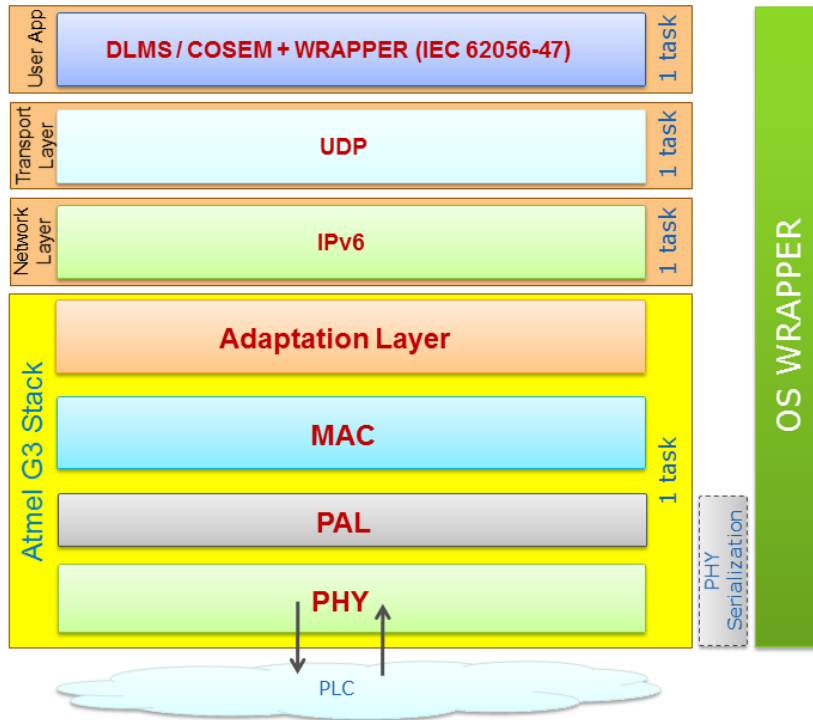 User App
DLMS / COSEM + WRAPPER (IEC 62056-47)
1 task
Transport
Layer
UDP
1 task
Network
Layer
IPv6
1 task
Atmel G3 Stack
Adaptation Layer
MAC
PAL
PHY
1 task
PHY
Serialization
OS WRAPPER
PLC